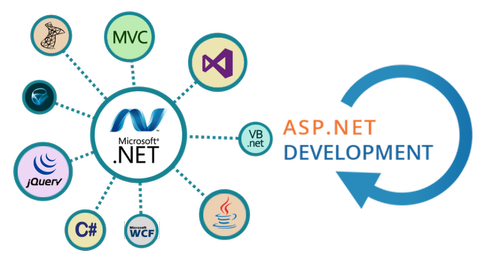 MVC
Microsoft®
.NET
VB
.net
ASP.NET
DEVELOPMENT
jQuery
C#
Microsoft
WCF